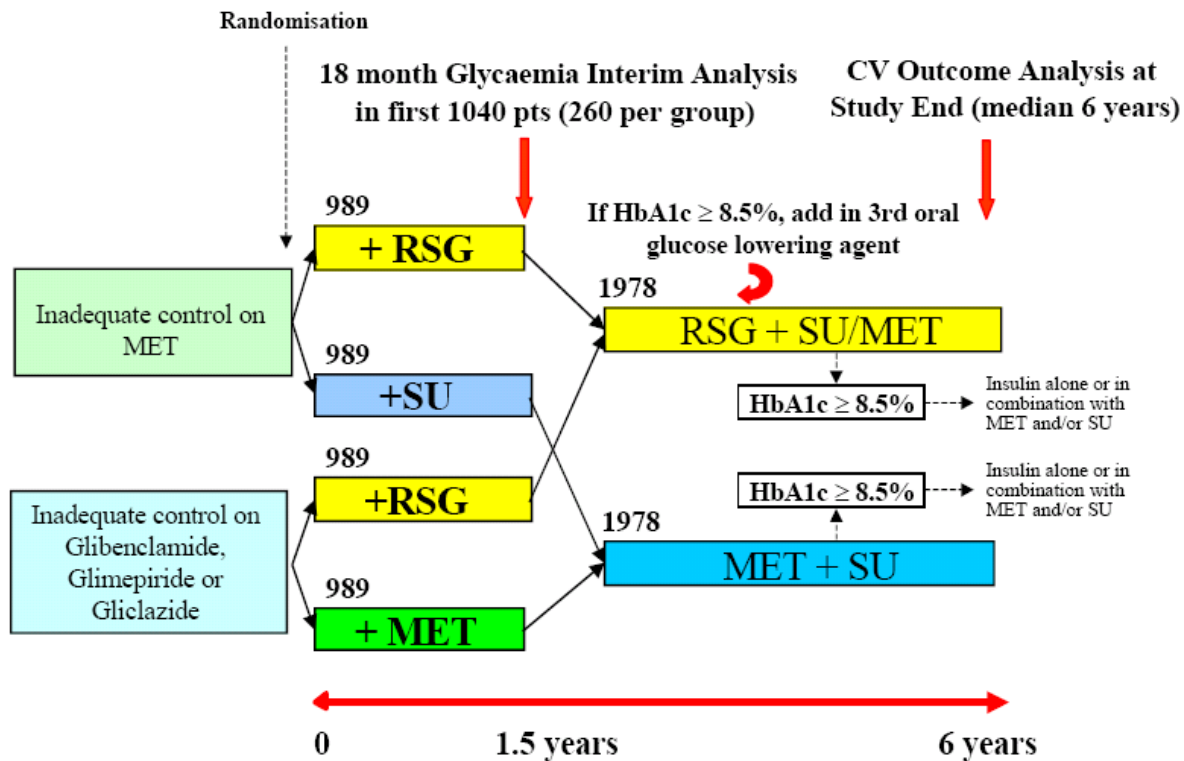 Randomisation
18 month Glycaemia Interim Analysis
in first 1040 pts (260 per group)
CV Outcome Analysis at
Study End (median 6 years)
If HbA1c ≥ 8.5%, add in 3rd oral
glucose lowering agent
Inadequate control on
MET
989
+ RSG
989
+SU
Inadequate control on
Glibenclamide,
Glimepiride or
Gliclazide
989
+RSG
989
+ MET
1978
RSG + SU/MET
HbA1c ≥ 8.5%
Insulin alone or in
combination with
MET and/or SU
HbA1c ≥ 8.5%
Insulin alone or in
combination with
MET and/or SU
1978
MET + SU
0
1.5 years
6 years